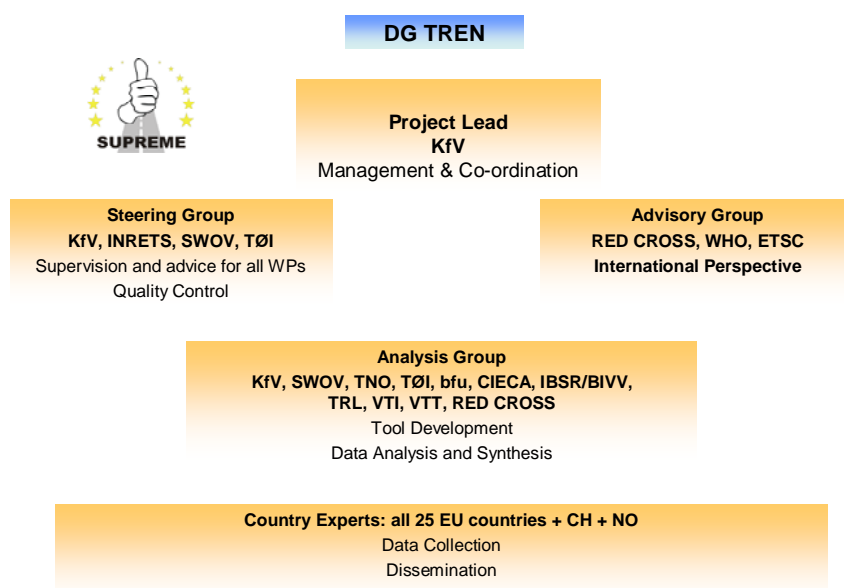 DG TREN
SUPREME
Project Lead
KfV
Management & Co-ordination
Steering Group
KfV, INRETS, SWOV, TØI
Supervision and advice for all WPs
Quality Control
Advisory Group
RED CROSS, WHO, ETSC
International Perspective
Analysis Group
KfV, SWOV, TNO, TØI, bfu, CIECA, IBSR/BIVV,
TRL, VTI, VTT, RED CROSS
Tool Development
Data Analysis and Synthesis
Country Experts: all 25 EU countries + CH + NO
Data Collection
Dissemination